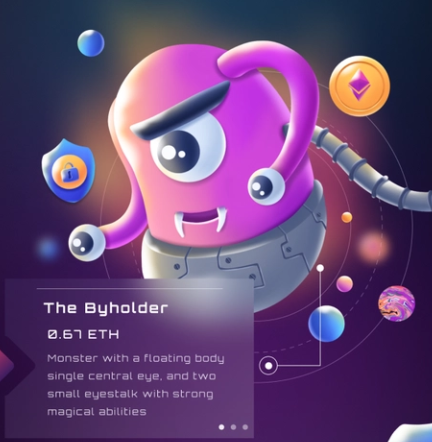 The Byholder
0.67 ETH
Monster with a floating body
single central eye, and two
small eyestalk with strong
magical abilities